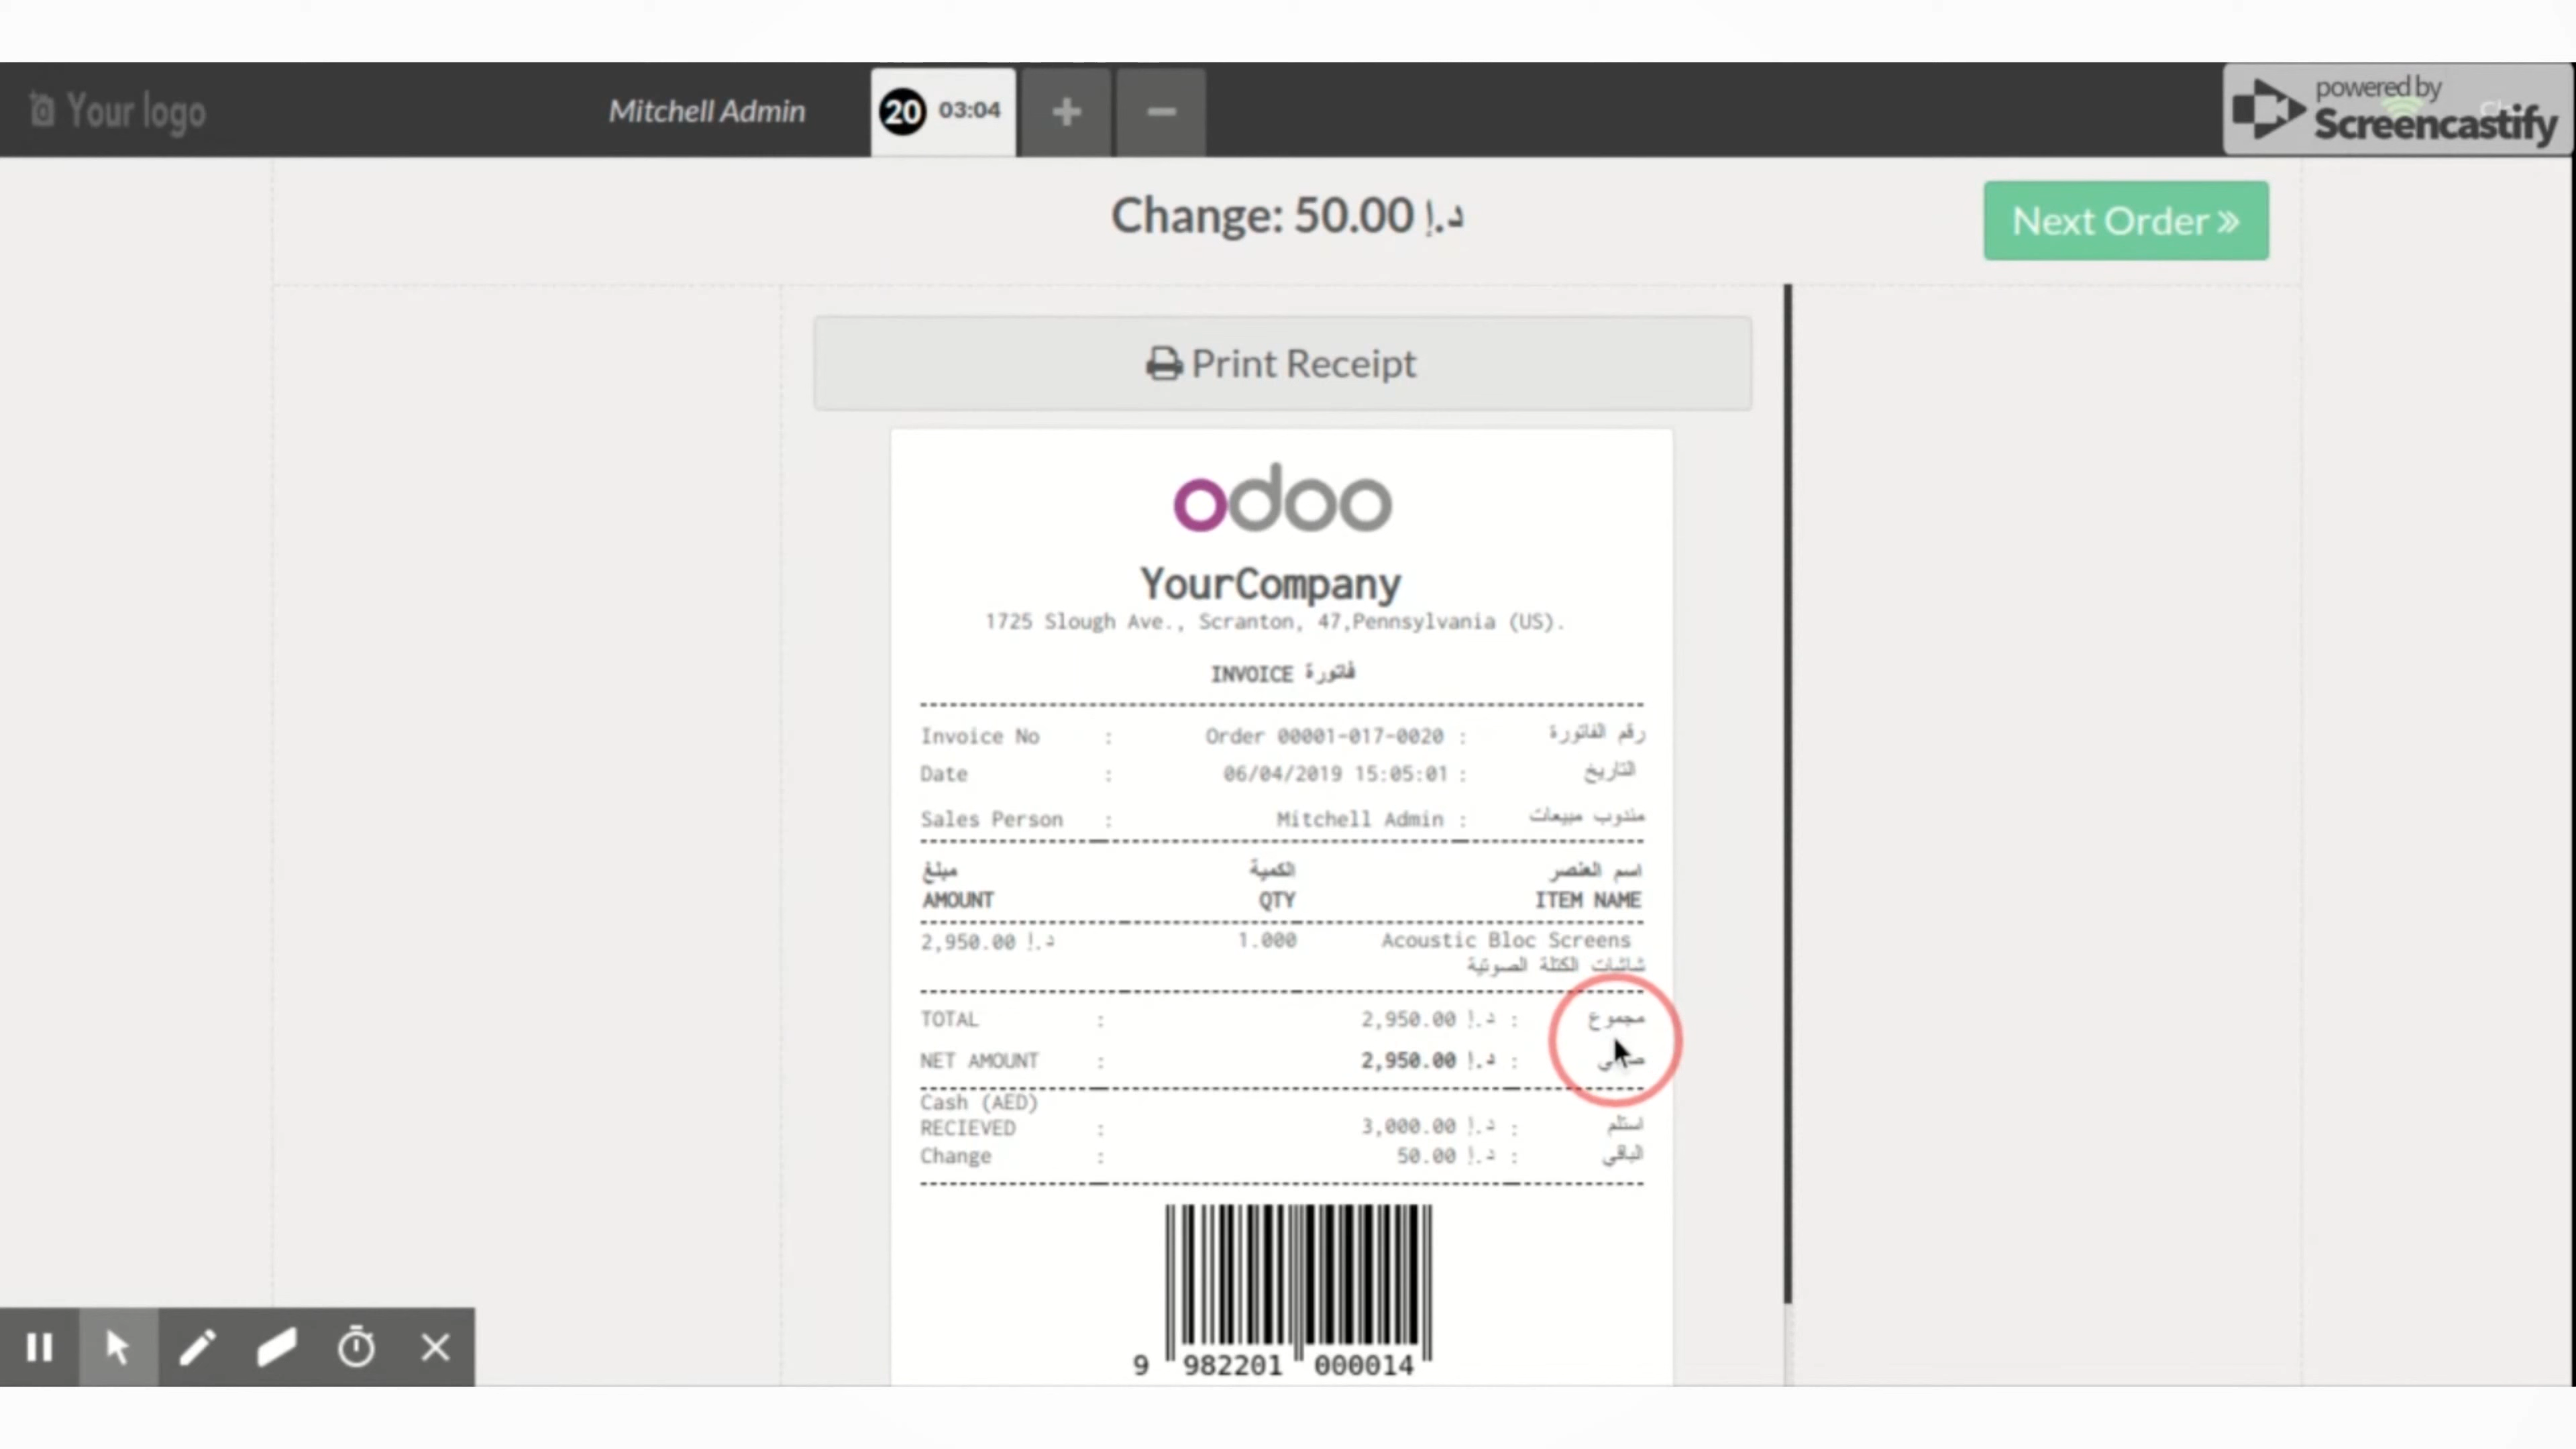 Your logo
Mitchell Admin
20 03:04
+
powered by
Screencastify
Change: 50.00 د.إ
Next Order »
Print Receipt
odoo
YourCompany
1725 Slough Ave., Scranton, 47,Pennsylvania (US).
INVOICE فاتورة
Invoice No : Order 00001-017-0020 : رقم الفاتورة
Date : 06/04/2019 15:05:01 : التاريخ
Sales Person : Mitchell Admin : مندوب مبيعات
مبلغ الكمية اسم العنصر
AMOUNT QTY ITEM NAME
2,950.00 د.إ 1.000 Acoustic Bloc Screens
شاشات الكتلة الصوتية
TOTAL : 2,950.00 د.إ : مجموع
NET AMOUNT : 2,950.00 د.إ :
Cash (AED)
RECIEVED : 3,000.00 د.إ : استلم
Change : 50.00 د.إ : الباقي
9 982201 000014